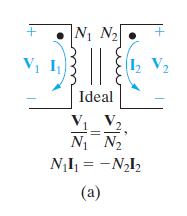 + N₁ N₂ +
V₁ I₁ I₂ V₂
− Ideal −
V₁/N₁ = V₂/N₂,
N₁I₁ = −N₂I₂
(a)